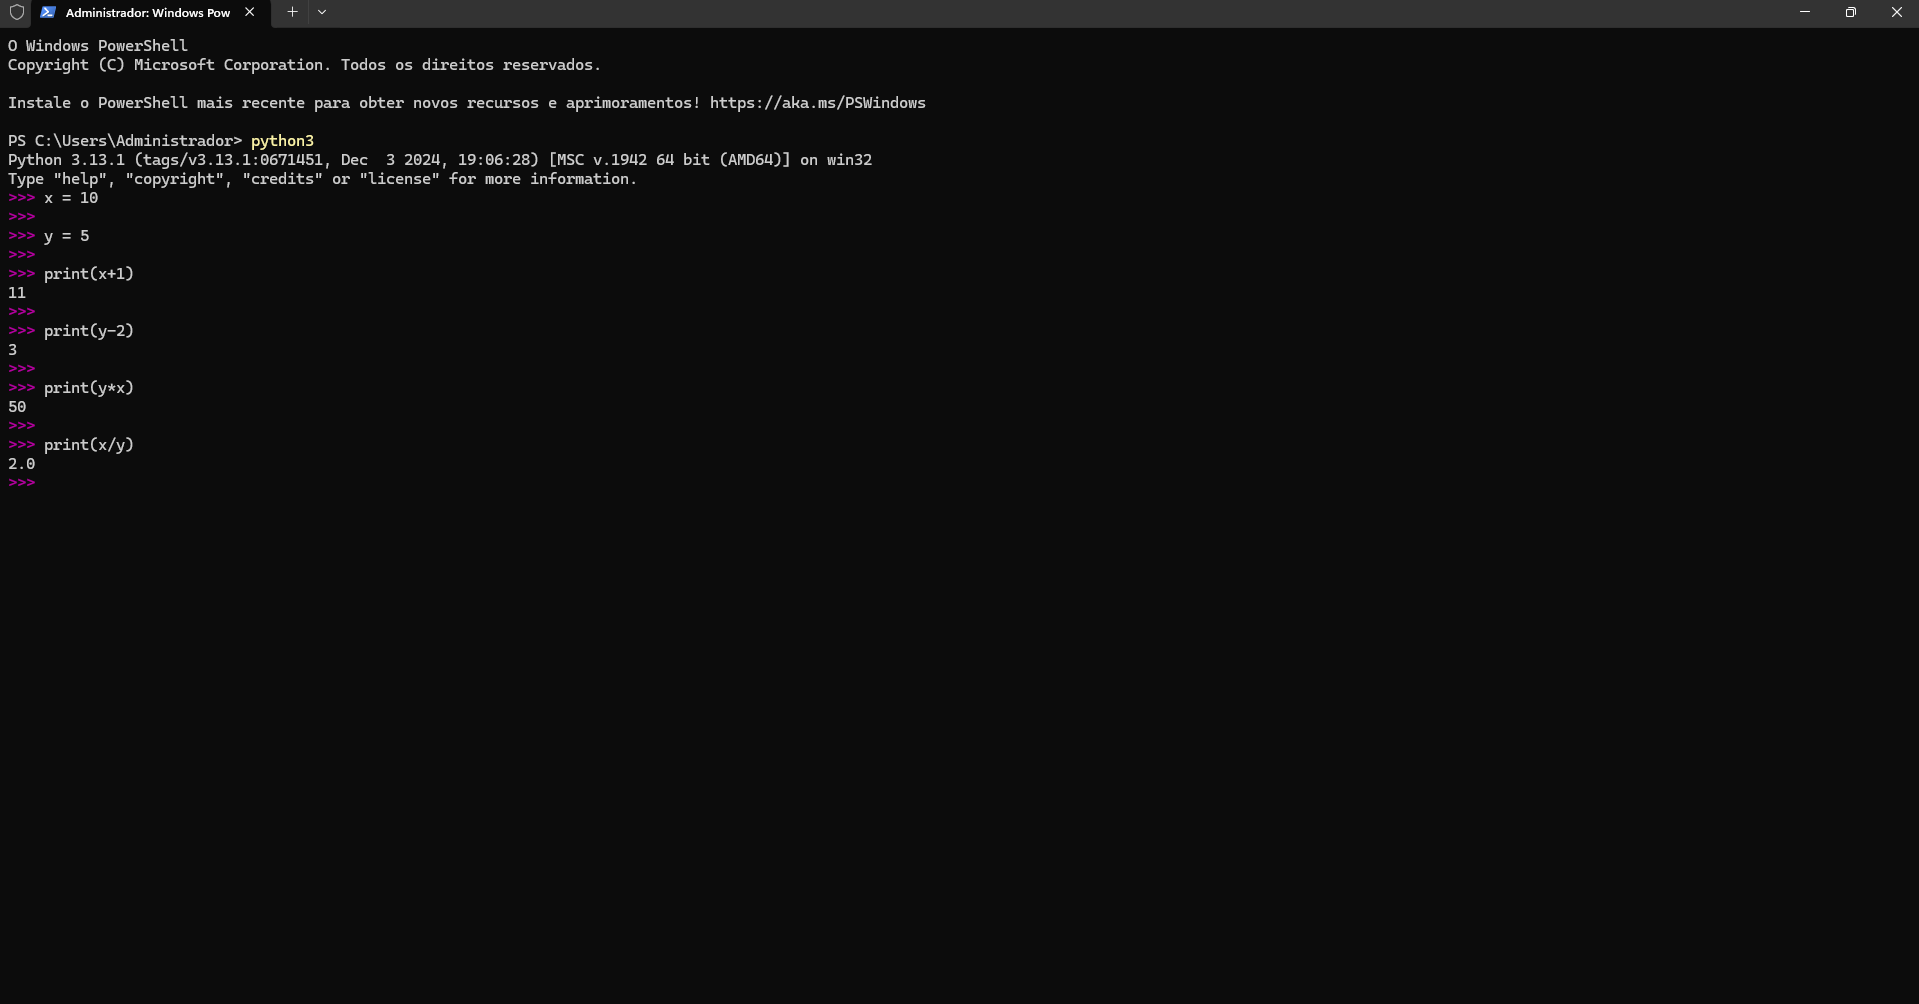 Administrador: Windows Pow
O Windows PowerShell
Copyright (C) Microsoft Corporation. Todos os direitos reservados.
Instale o PowerShell mais recente para obter novos recursos e aprimoramentos! https://aka.ms/PSWindows
PS C:\Users\Administrador> python3
Python 3.13.1 (tags/v3.13.1:0671451, Dec  3 2024, 19:06:28) [MSC v.1942 64 bit (AMD64)] on win32
Type "help", "copyright", "credits" or "license" for more information.
>>> x = 10
>>>
>>> y = 5
>>>
>>> print(x+1)
11
>>>
>>> print(y-2)
3
>>>
>>> print(y*x)
50
>>>
>>> print(x/y)
2.0
>>>